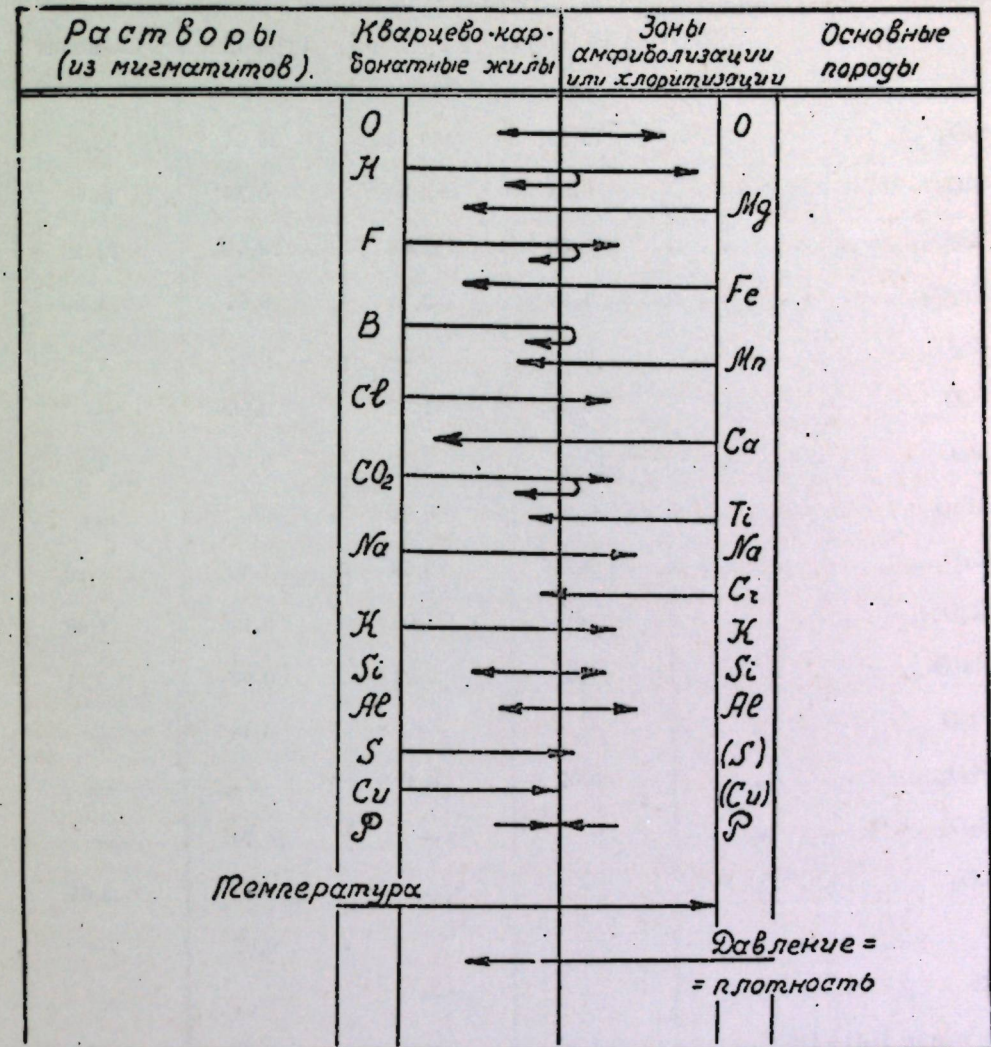 Растворы
(из мигматитов).
Кварцево-кар-
бонатные жилы
Зоны
амфиболизации
или хлоритизации
Основные
породы
O O
H
Mg
F
Fe
B
Mn
Cl
Ca
CO₂
Ti
Na Na
Cr
K K
Si Si
Al Al
S (S)
Cu (Cu)
P P
Температура
Давление =
= плотность